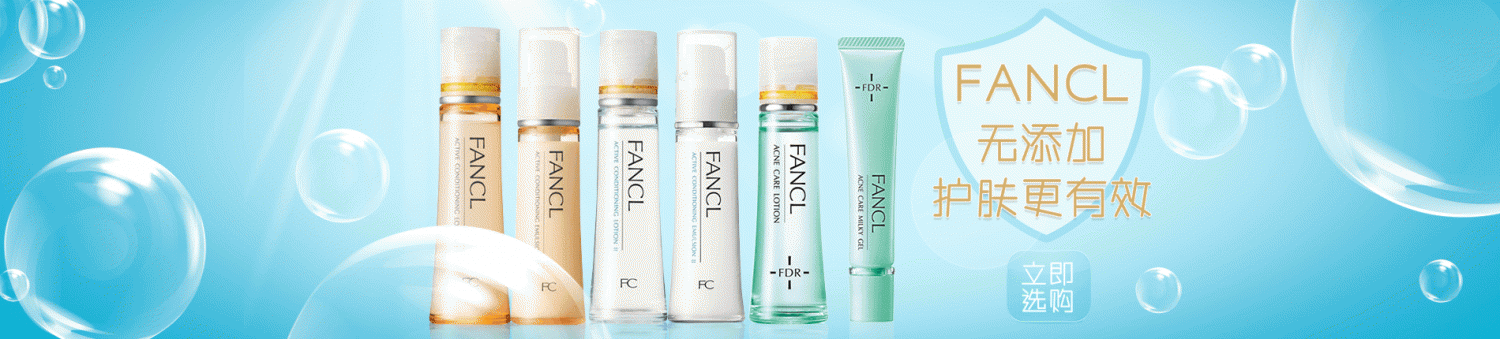 FANCL
ACTIVE CONDITIONING LO
FC
FANCL
ACTIVE CONDITIONING EMULSION
FC
FANCL
ACTIVE CONDITIONING LOTION II
FC
FANCL
ACTIVE CONDITIONING EMULSION II
FC
FANCL
ACNE CARE LOTION
FDR
FDR
FANCL
ACNE CARE MILKY GEL
FANCL
无添加
护肤更有效
立即
选购